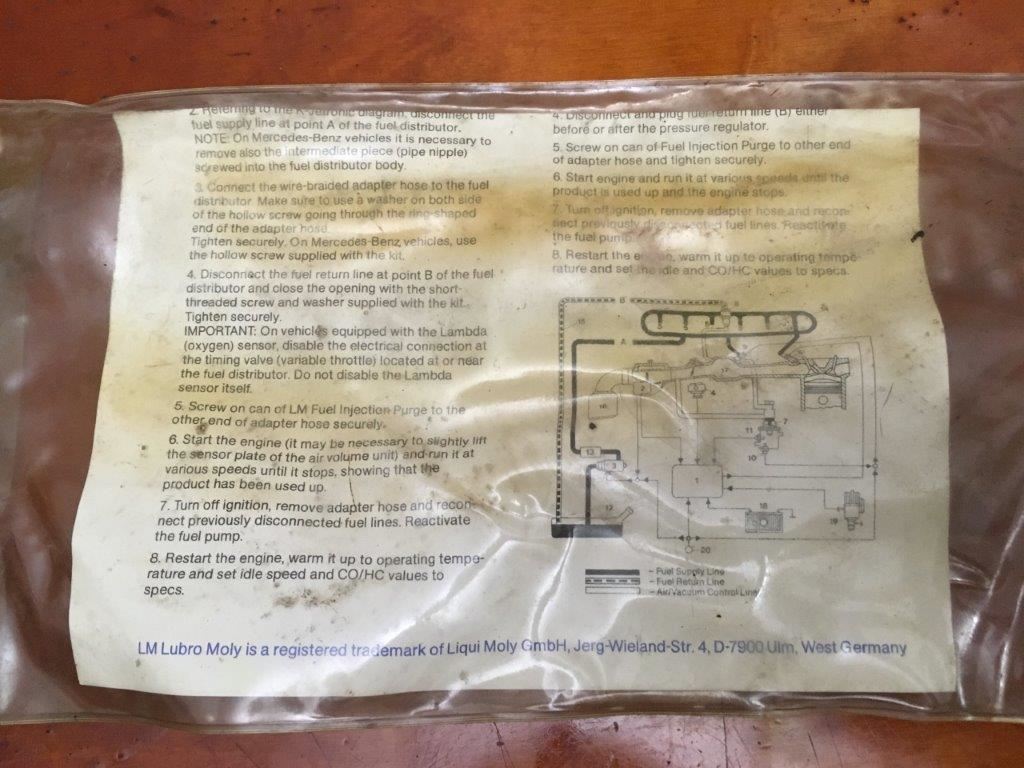 2. Referring to the K-Jetronic diagram, disconnect the
fuel supply line at point A of the fuel distributor.
NOTE: On Mercedes-Benz vehicles it is necessary to
remove also the intermediate piece (pipe nipple)
screwed into the fuel distributor body.
3. Connect the wire-braided adapter hose to the fuel
distributor. Make sure to use a washer on both side
of the hollow screw going through the ring-shaped
end of the adapter hose.
Tighten securely. On Mercedes-Benz vehicles, use
the hollow screw supplied with the kit.
4. Disconnect the fuel return line at point B of the fuel
distributor and close the opening with the short-
threaded screw and washer supplied with the kit.
Tighten securely.
IMPORTANT: On vehicles equipped with the Lambda
(oxygen) sensor, disable the electrical connection at
the timing valve (variable throttle) located at or near
the fuel distributor. Do not disable the Lambda
sensor itself.
5. Screw on can of LM Fuel Injection Purge to the
other end of adapter hose securely.
6. Start the engine (it may be necessary to slightly lift
the sensor plate of the air volume unit) and run it at
various speeds until it stops, showing that the
product has been used up.
7. Turn off ignition, remove adapter hose and recon-
nect previously disconnected fuel lines. Reactivate
the fuel pump.
8. Restart the engine, warm it up to operating tempe-
rature and set idle speed and CO/HC values to
specs.
4. Disconnect and plug fuel return line (B) either
before or after the pressure regulator.
5. Screw on can of Fuel Injection Purge to other end
of adapter hose and tighten securely.
6. Start engine and run it at various speeds until the
product is used up and the engine stops.
7. Turn off ignition, remove adapter hose and recon-
nect previously disconnected fuel lines. Reactivate
the fuel pump.
8. Restart the engine, warm it up to operating tempe-
rature and set the idle and CO/HC values to specs.
B
A
15
2
4
16
11
7
10
13
3
1
12
18
19
20
– Fuel Supply Line
– Fuel Return Line
– Air/Vacuum Control Line
LM Lubro Moly is a registered trademark of Liqui Moly GmbH, Jerg-Wieland-Str. 4, D-7900 Ulm, West Germany